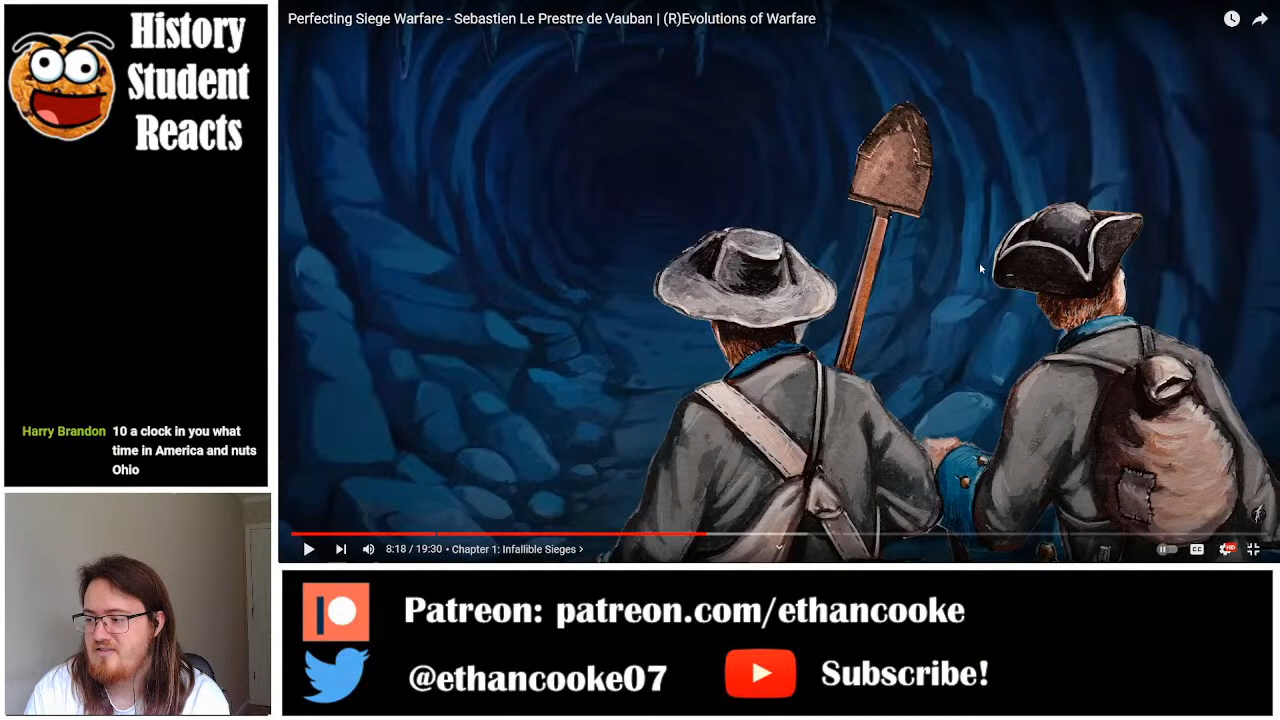 History
Student
Reacts
Perfecting Siege Warfare - Sebastien Le Prestre de Vauban | (R)Evolutions of Warfare
Harry Brandon 10 a clock in you what
time in America and nuts
Ohio
8:18 / 19:30 • Chapter 1: Infallible Sieges ›
CC
HD
Patreon: patreon.com/ethancooke
@ethancooke07
Subscribe!